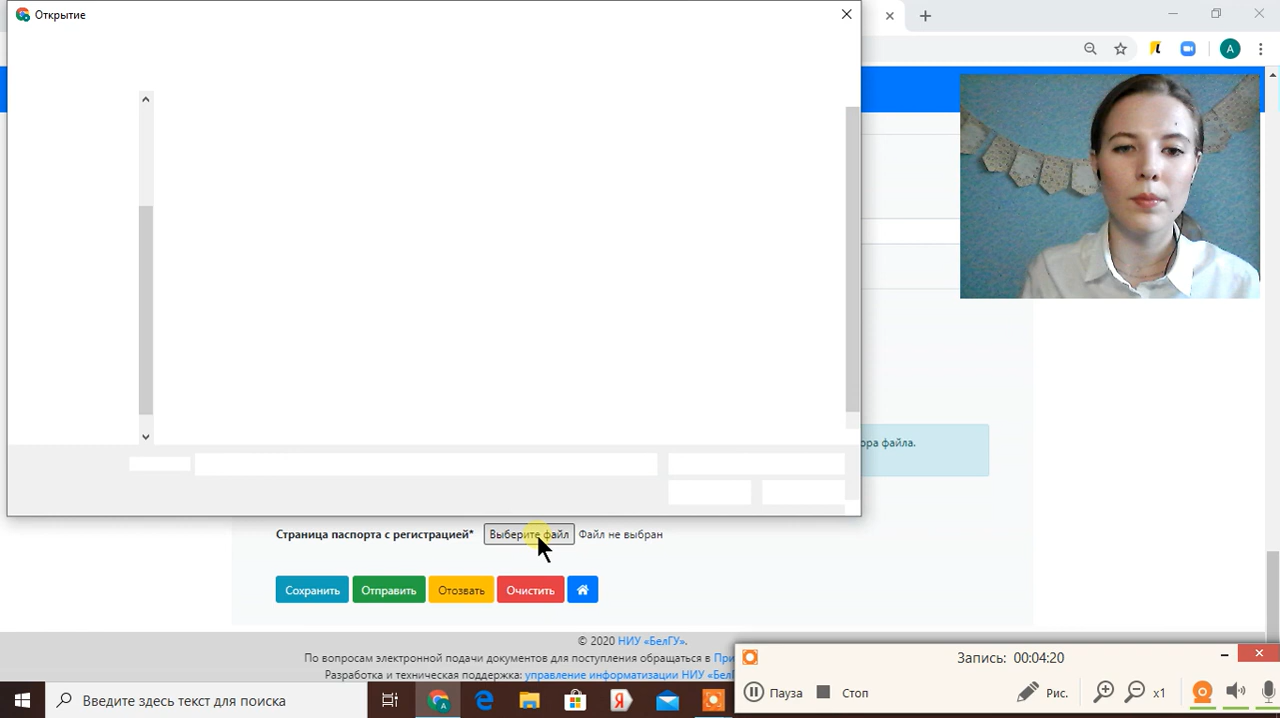 Открытие
A
ора файла.
Страница паспорта с регистрацией*
Выберите файл
Файл не выбран
Сохранить
Отправить
Отозвать
Очистить
© 2020 НИУ «БелГУ».
По вопросам электронной подачи документов для поступления обращаться в При
Разработка и техническая поддержка: управление информатизации НИУ «Бел
Запись: 00:04:20
Пауза
Стоп
Рис.
x1
Введите здесь текст для поиска